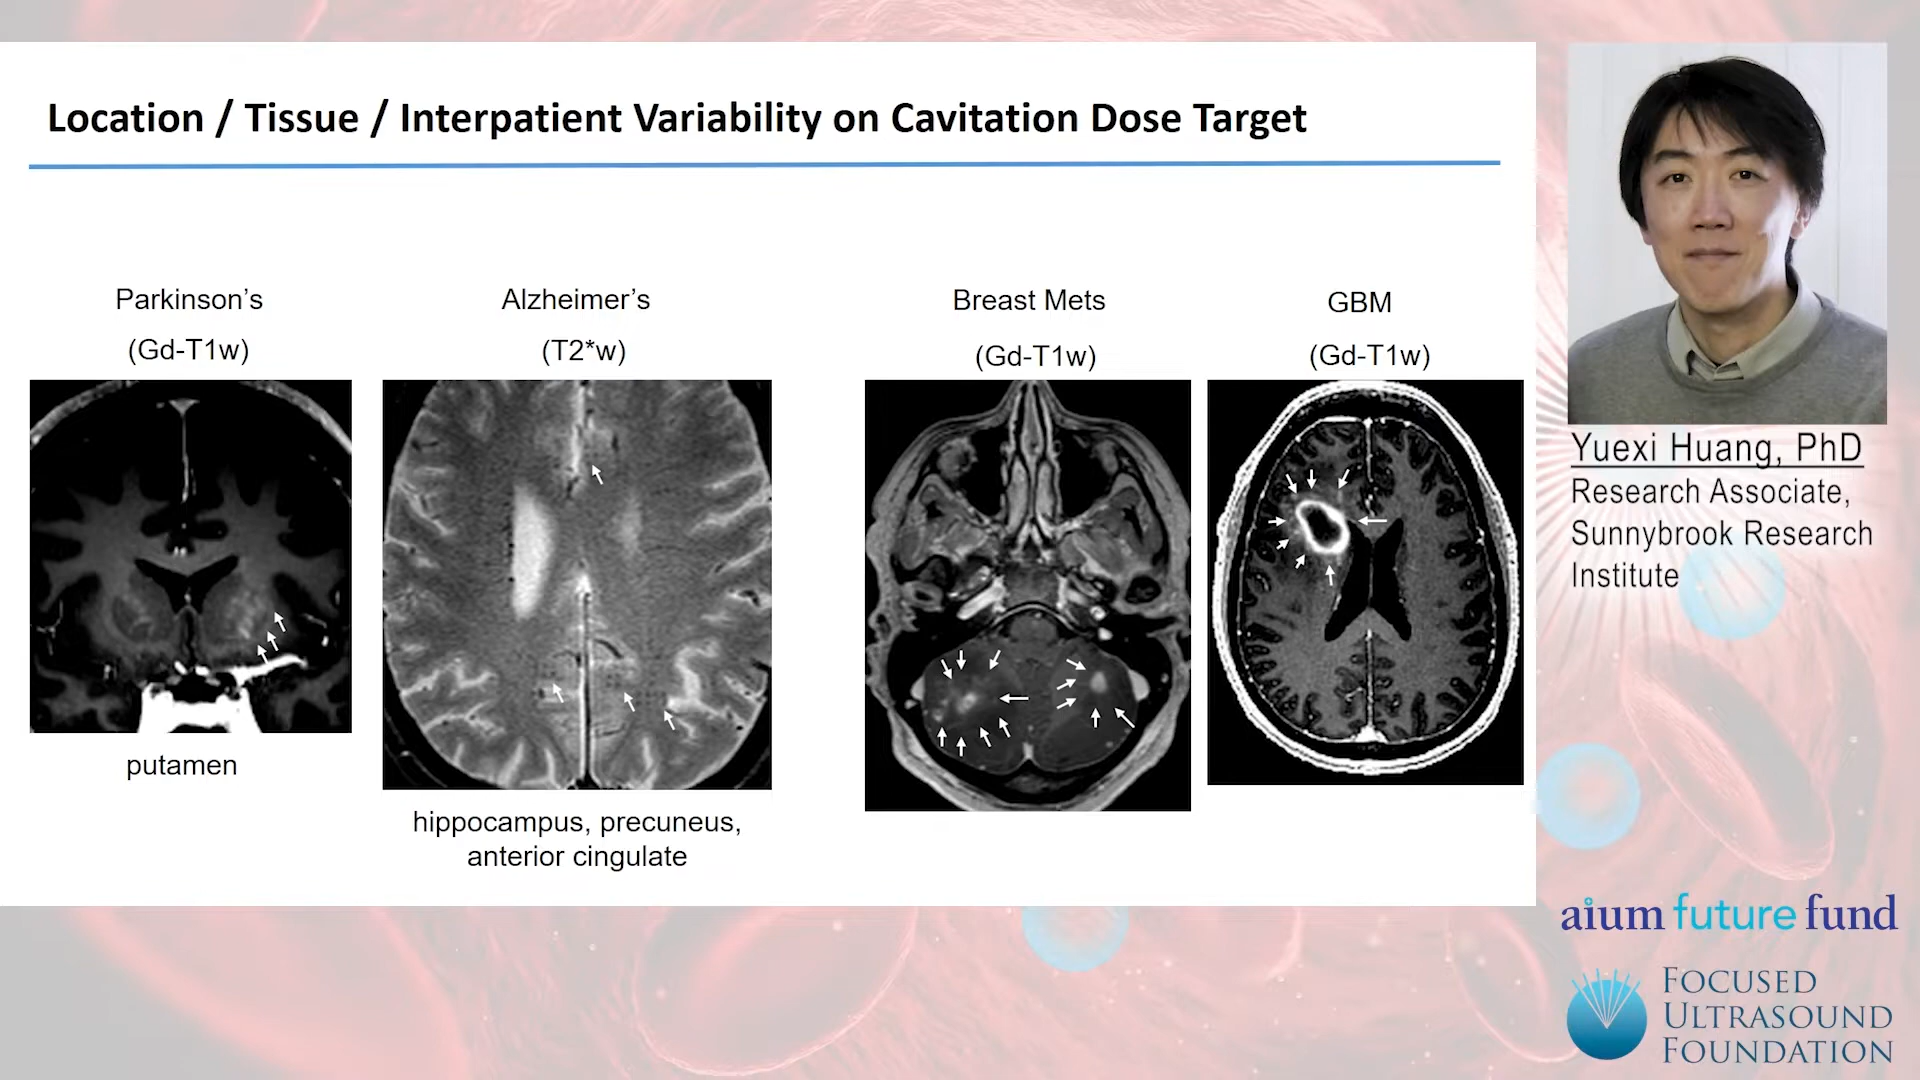 Location / Tissue / Interpatient Variability on Cavitation Dose Target
Parkinson’s
(Gd-T1w)
putamen
Alzheimer’s
(T2*w)
hippocampus, precuneus,
anterior cingulate
Breast Mets
(Gd-T1w)
GBM
(Gd-T1w)
Yuexi Huang, PhD
Research Associate,
Sunnybrook Research
Institute
aium future fund
FOCUSED
ULTRASOUND
FOUNDATION